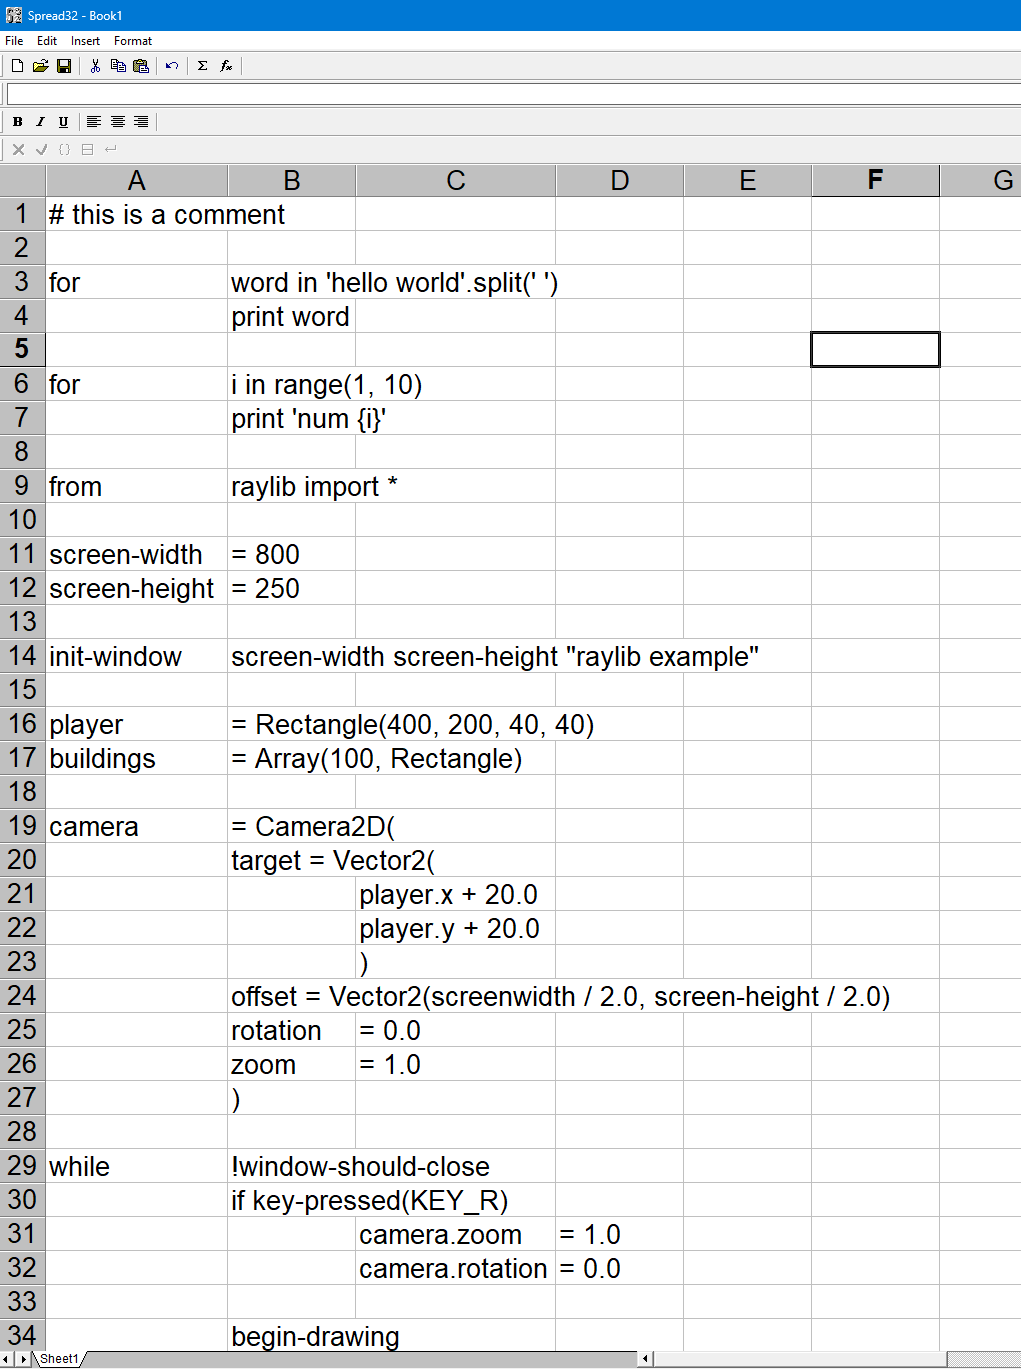 Spread32 - Book1
File Edit Insert Format
Σ fx
B I U
A B C D E F G
1 # this is a comment
2
3 for word in 'hello world'.split(' ')
4 print word
5
6 for i in range(1, 10)
7 print 'num {i}'
8
9 from raylib import *
10
11 screen-width = 800
12 screen-height = 250
13
14 init-window screen-width screen-height "raylib example"
15
16 player = Rectangle(400, 200, 40, 40)
17 buildings = Array(100, Rectangle)
18
19 camera = Camera2D(
20 target = Vector2(
21 player.x + 20.0
22 player.y + 20.0
23 )
24 offset = Vector2(screenwidth / 2.0, screen-height / 2.0)
25 rotation = 0.0
26 zoom = 1.0
27 )
28
29 while !window-should-close
30 if key-pressed(KEY_R)
31 camera.zoom = 1.0
32 camera.rotation = 0.0
33
34 begin-drawing
Sheet1